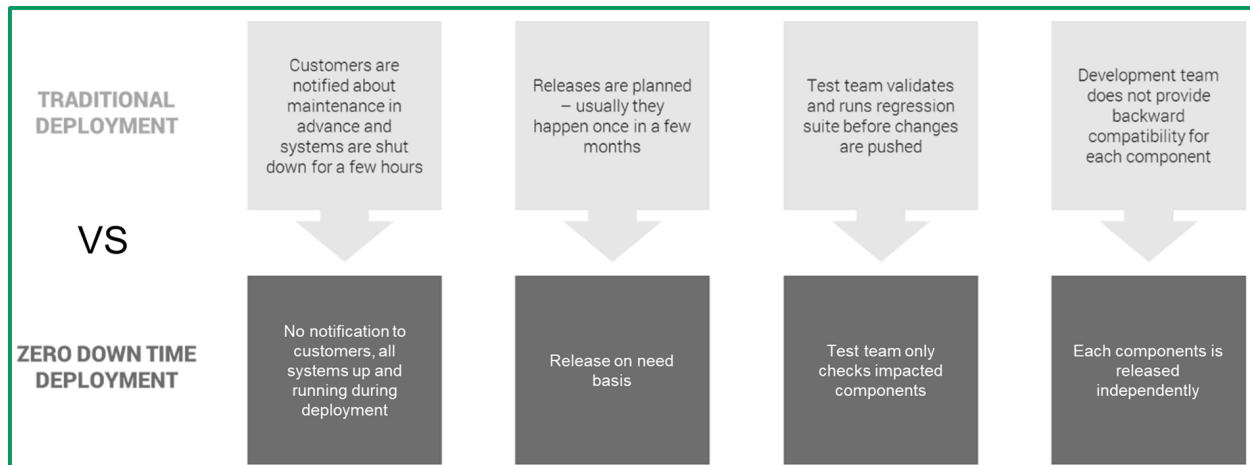 TRADITIONAL
DEPLOYMENT
Customers are
notified about
maintenance in
advance and
systems are shut
down for a few hours
Releases are planned
– usually they
happen once in a few
months
Test team validates
and runs regression
suite before changes
are pushed
Development team
does not provide
backward
compatibility for
each component
VS
ZERO DOWN TIME
DEPLOYMENT
No notification to
customers, all
systems up and
running during
deployment
Release on need
basis
Test team only
checks impacted
components
Each components is
released
independently